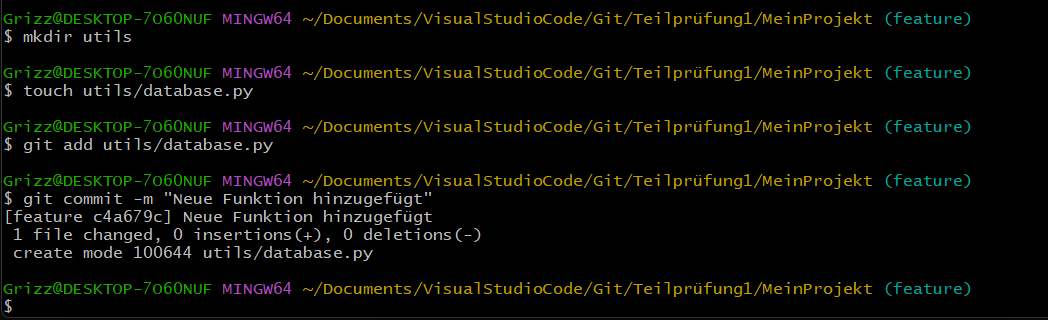 Grizz@DESKTOP-7O60NUF MINGW64 ~/Documents/VisualStudioCode/Git/Teilprüfung1/MeinProjekt (feature)
$ mkdir utils
Grizz@DESKTOP-7O60NUF MINGW64 ~/Documents/VisualStudioCode/Git/Teilprüfung1/MeinProjekt (feature)
$ touch utils/database.py
Grizz@DESKTOP-7O60NUF MINGW64 ~/Documents/VisualStudioCode/Git/Teilprüfung1/MeinProjekt (feature)
$ git add utils/database.py
Grizz@DESKTOP-7O60NUF MINGW64 ~/Documents/VisualStudioCode/Git/Teilprüfung1/MeinProjekt (feature)
$ git commit -m "Neue Funktion hinzugefügt"
[feature c4a679c] Neue Funktion hinzugefügt
 1 file changed, 0 insertions(+), 0 deletions(-)
 create mode 100644 utils/database.py
Grizz@DESKTOP-7O60NUF MINGW64 ~/Documents/VisualStudioCode/Git/Teilprüfung1/MeinProjekt (feature)
$